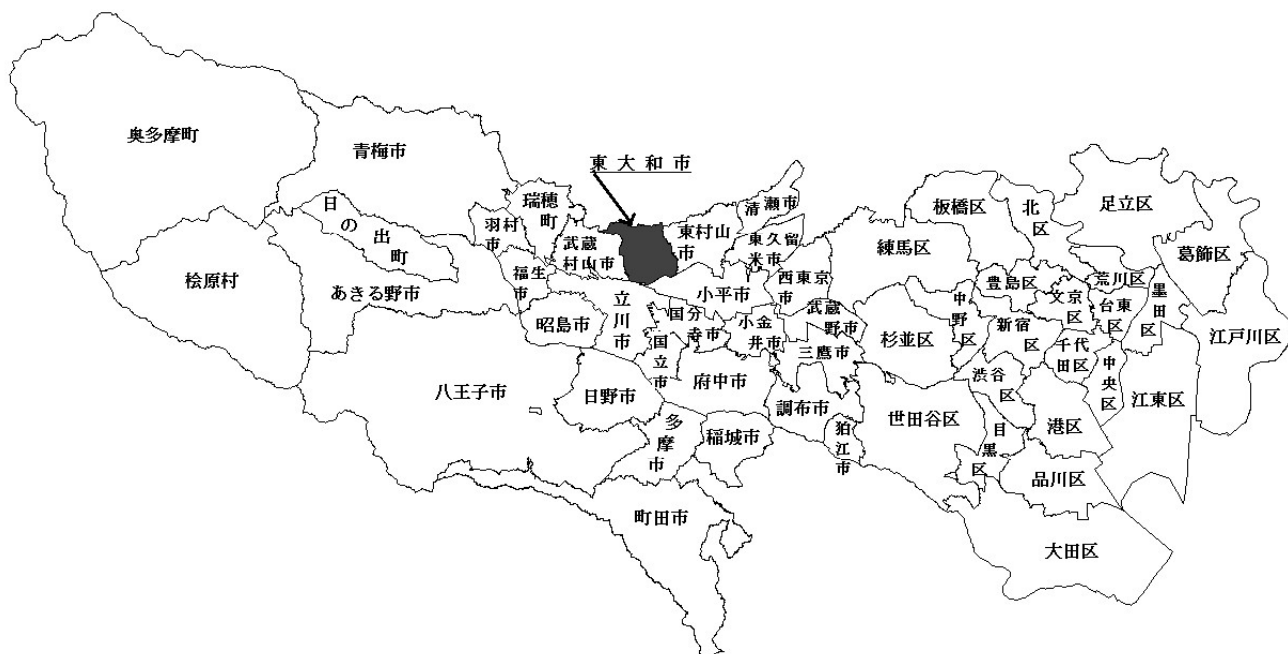 奥多摩町
青梅市
東大和市
瑞穂町
日の出町
羽村市
武蔵村山市
東村山市
清瀬市
東久留米市
板橋区
北区
足立区
練馬区
葛飾区
桧原村
あきる野市
福生市
昭島市
立川市
小平市
西東京市
国分寺市
小金井市
武蔵野市
豊島区
文京区
荒川区
台東区
墨田区
江戸川区
国立市
三鷹市
杉並区
中野区
新宿区
千代田区
中央区
江東区
八王子市
日野市
府中市
調布市
渋谷区
世田谷区
港区
多摩市
稲城市
狛江市
目黒区
品川区
町田市
大田区